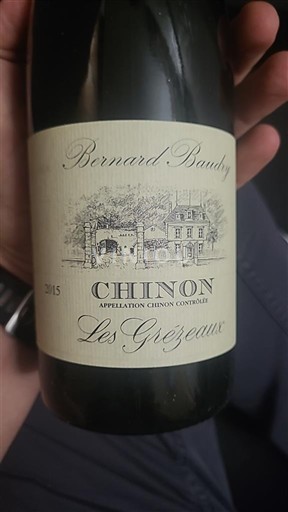 Bernard Baudry
2015
CHINON
APPELLATION CHINON CONTRÔLÉE
Les Grézeaux